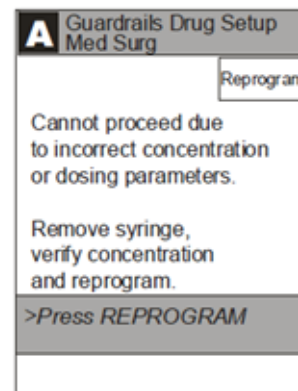 A Guardrails Drug Setup
Med Surg
Reprogram
Cannot proceed due
to incorrect concentration
or dosing parameters.
Remove syringe,
verify concentration
and reprogram.
>Press REPROGRAM